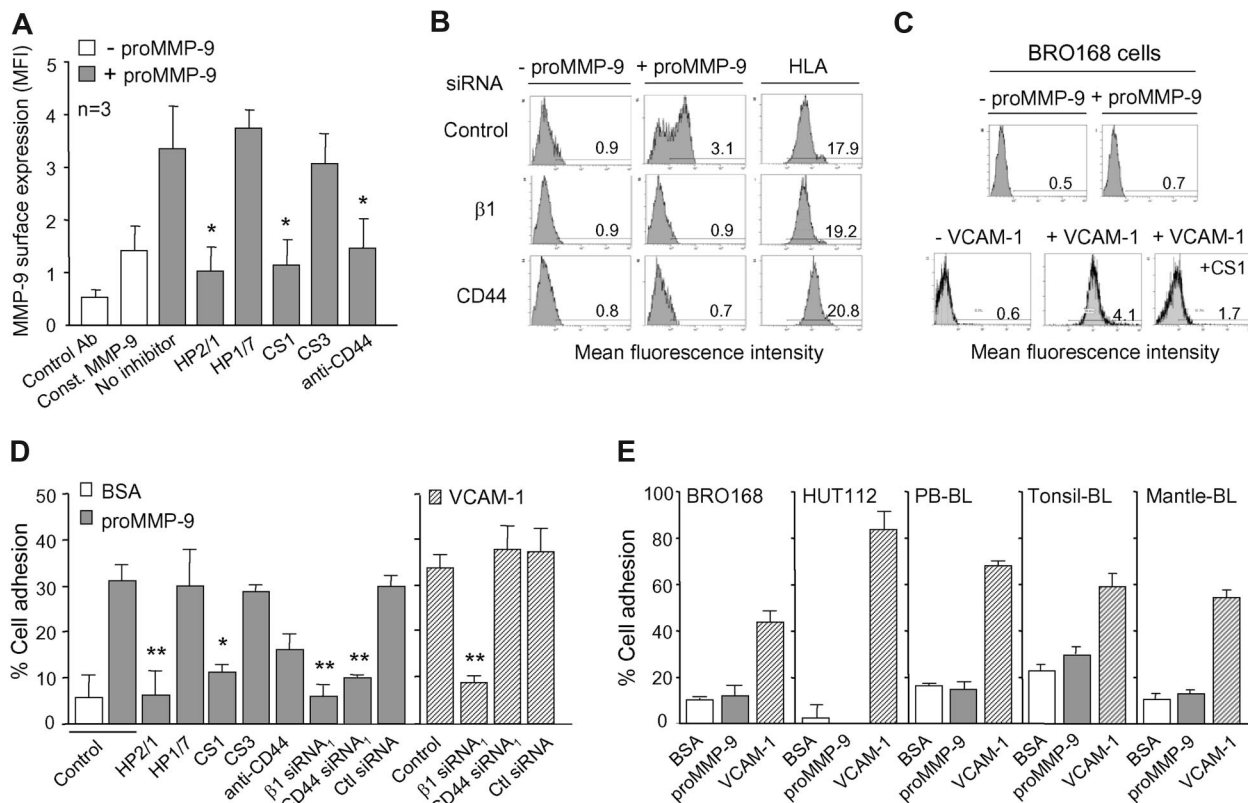 A
- proMMP-9
+ proMMP-9
n=3
MMP-9 surface expression (MFI)
5
4
3
2
1
0
* * *
Control Ab
Const. MMP-9
No inhibitor
HP2/1
HP1/7
CS1
CS3
anti-CD44
B
siRNA
- proMMP-9 + proMMP-9 HLA
Control
0.9 3.1 17.9
β1
0.9 0.9 19.2
CD44
0.8 0.7 20.8
Mean fluorescence intensity
C
BRO168 cells
- proMMP-9 + proMMP-9
0.5 0.7
- VCAM-1 + VCAM-1 + VCAM-1
+CS1
0.6 4.1 1.7
Mean fluorescence intensity
D
BSA
proMMP-9
VCAM-1
% Cell adhesion
50
40
30
20
10
0
** * ** ** **
Control
HP2/1
HP1/7
CS1
CS3
anti-CD44
β1 siRNA1
CD44 siRNA1
Ctl siRNA
Control
β1 siRNA1
CD44 siRNA1
Ctl siRNA
E
% Cell adhesion
100
80
60
40
20
0
BRO168 HUT112 PB-BL Tonsil-BL Mantle-BL
BSA
proMMP-9
VCAM-1
BSA
proMMP-9
VCAM-1
BSA
proMMP-9
VCAM-1
BSA
proMMP-9
VCAM-1
BSA
proMMP-9
VCAM-1